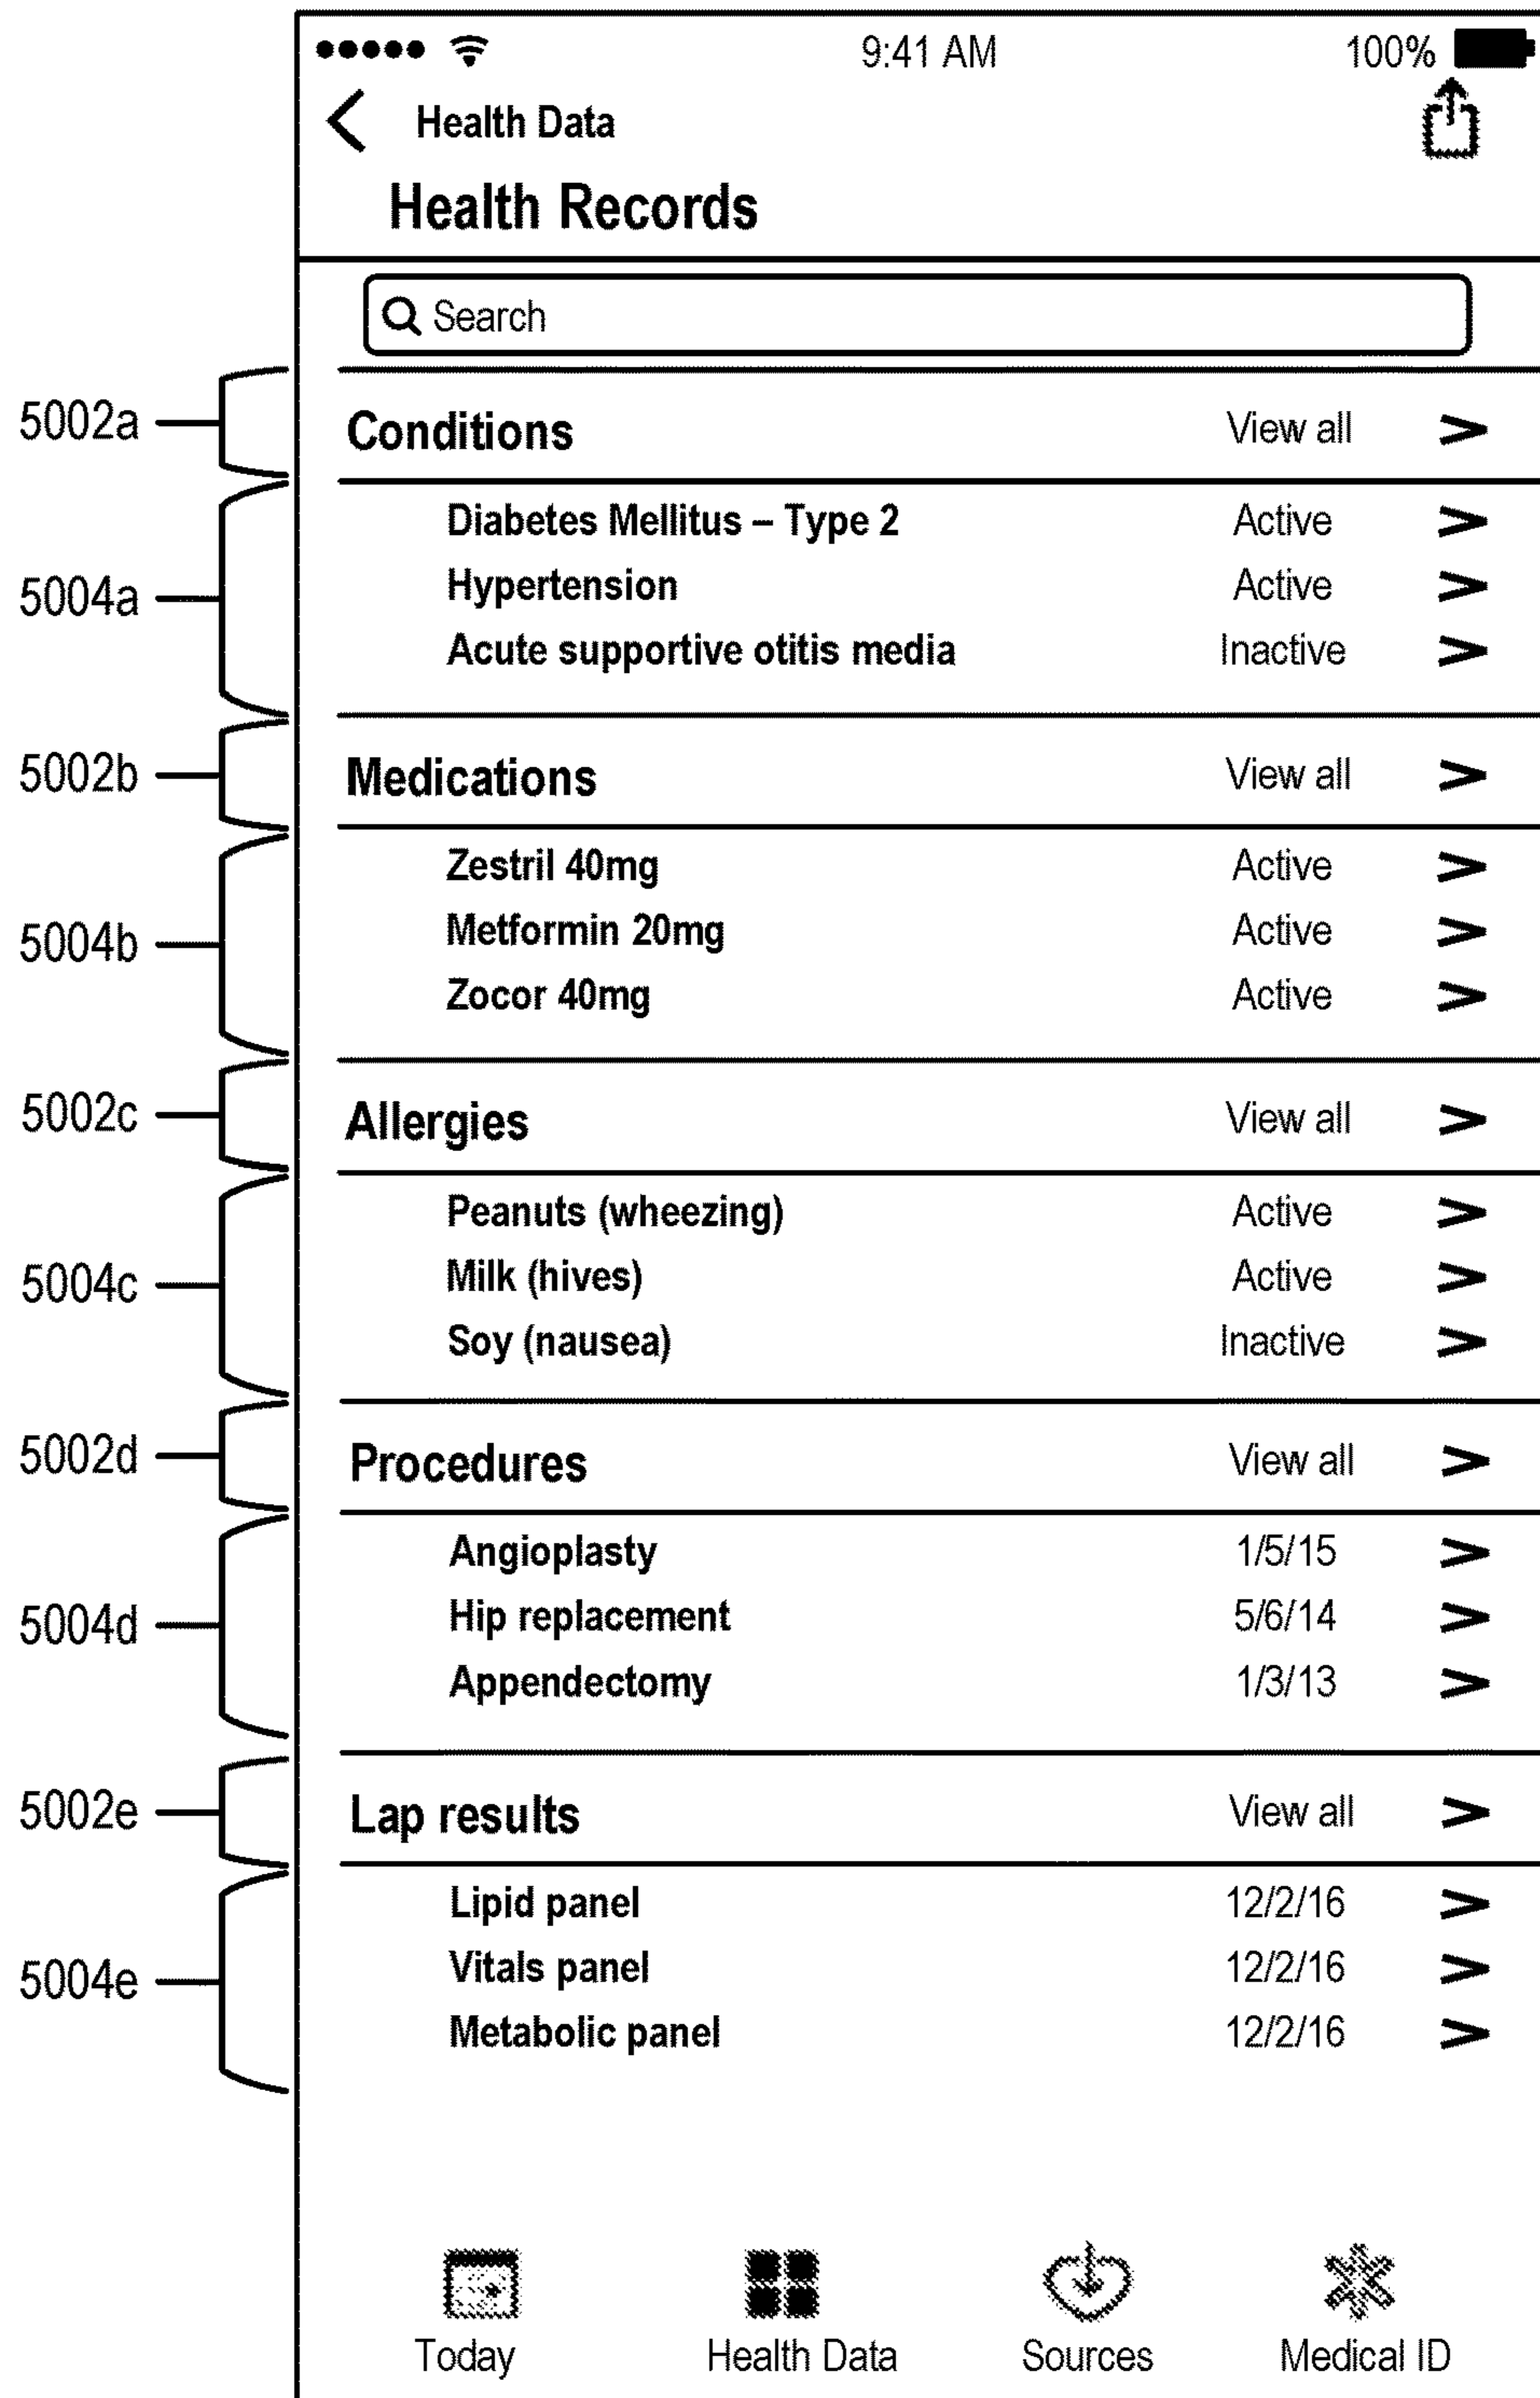 9:41 AM 100%
Health Data
Health Records
Search
5002a Conditions View all >
Diabetes Mellitus – Type 2 Active >
5004a Hypertension Active >
Acute supportive otitis media Inactive >
5002b Medications View all >
Zestril 40mg Active >
5004b Metformin 20mg Active >
Zocor 40mg Active >
5002c Allergies View all >
Peanuts (wheezing) Active >
5004c Milk (hives) Active >
Soy (nausea) Inactive >
5002d Procedures View all >
Angioplasty 1/5/15 >
5004d Hip replacement 5/6/14 >
Appendectomy 1/3/13 >
5002e Lap results View all >
Lipid panel 12/2/16 >
5004e Vitals panel 12/2/16 >
Metabolic panel 12/2/16 >
Today Health Data Sources Medical ID